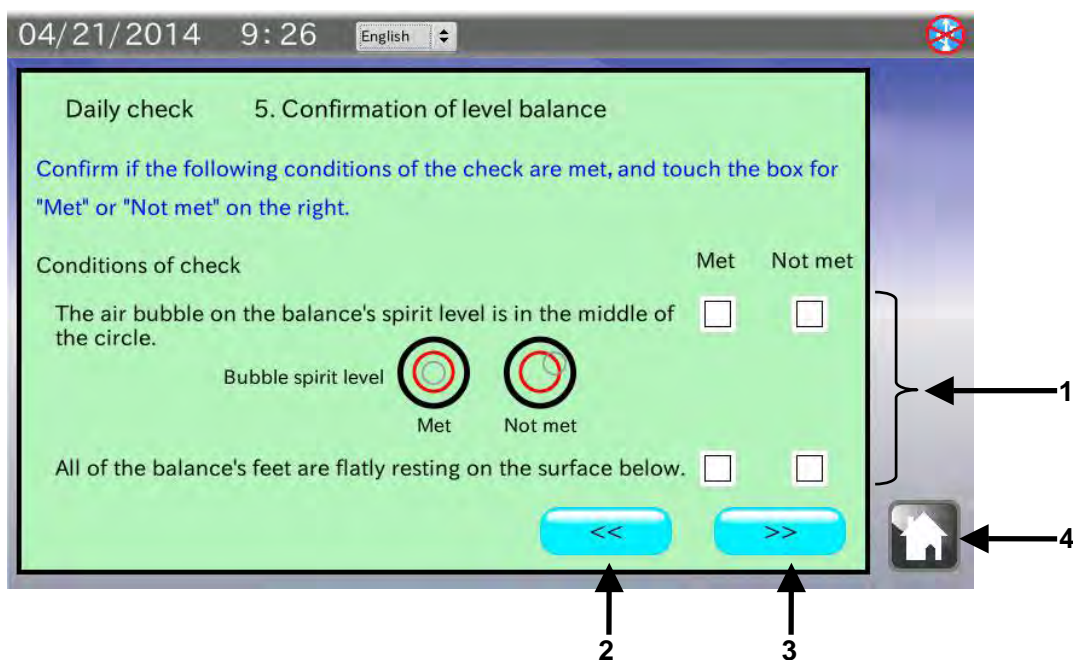 04/21/2014 9:26 English
Daily check 5. Confirmation of level balance
Confirm if the following conditions of the check are met, and touch the box for
"Met" or "Not met" on the right.
Conditions of check Met Not met
The air bubble on the balance's spirit level is in the middle of
the circle.
Bubble spirit level
Met Not met
1
All of the balance's feet are flatly resting on the surface below.
<< >>
4
2 3